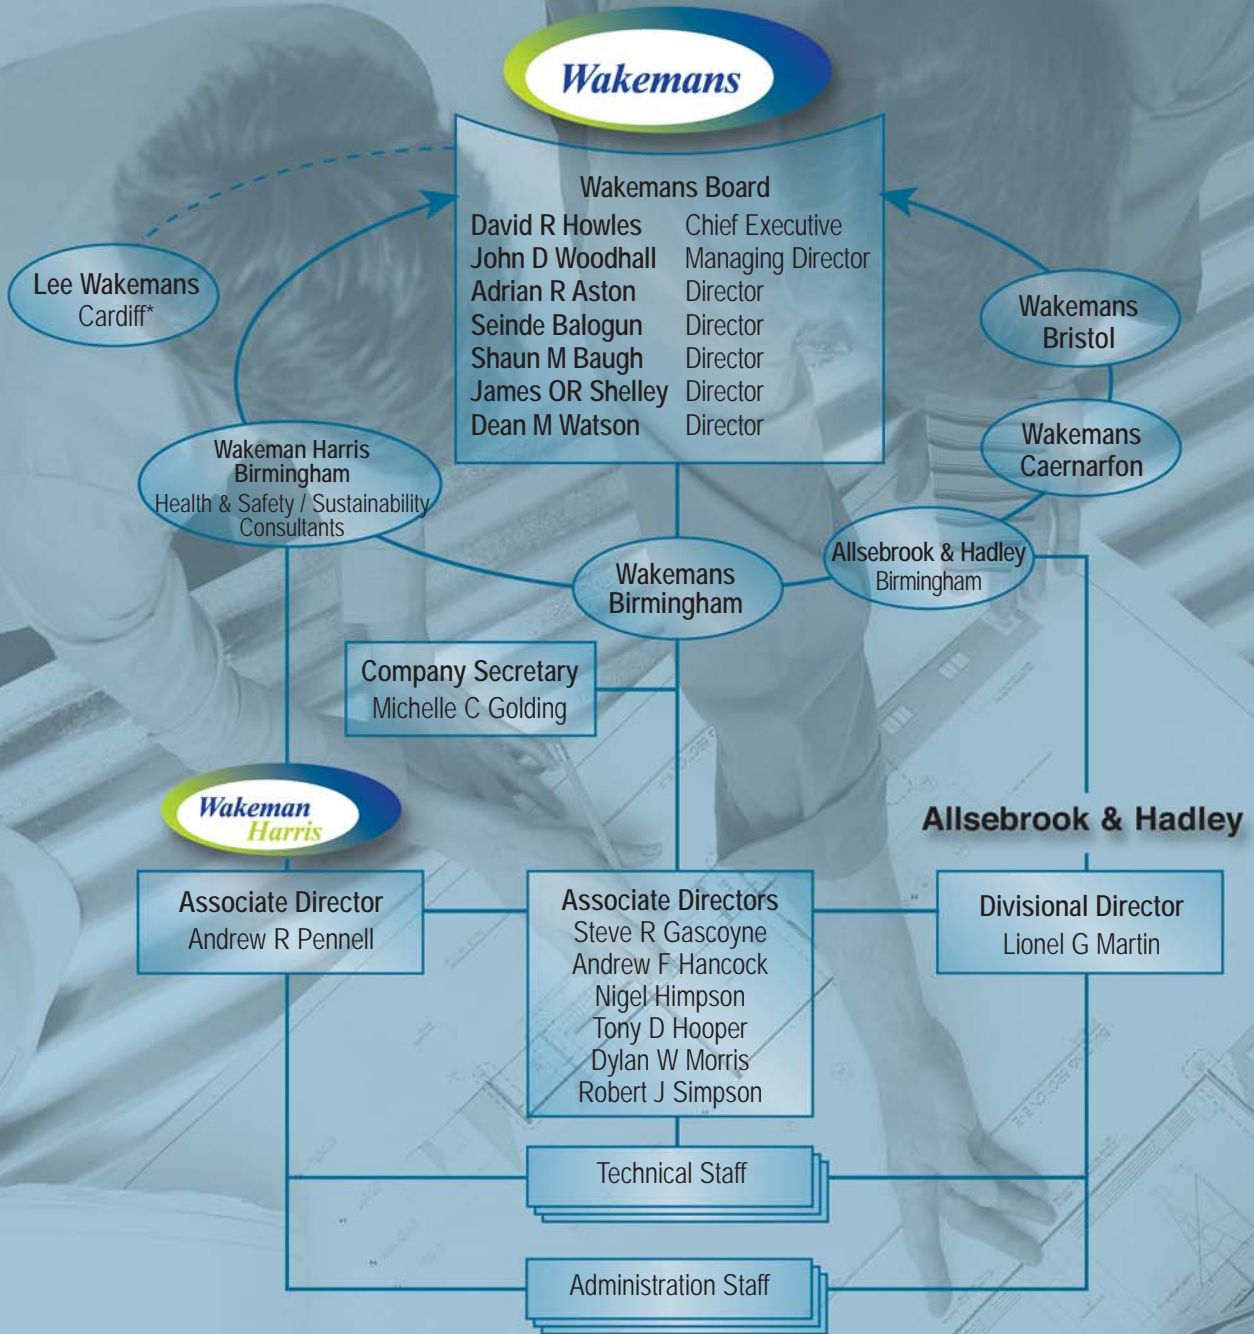 Wakemans
Wakemans Board
David R Howles Chief Executive
John D Woodhall Managing Director
Adrian R Aston Director
Seinde Balogun Director
Shaun M Baugh Director
James OR Shelley Director
Dean M Watson Director
Lee Wakemans
Cardiff*
Wakemans
Bristol
Wakeman Harris
Birmingham
Health & Safety / Sustainability
Consultants
Wakemans
Caernarfon
Wakemans
Birmingham
Allsebrook & Hadley
Birmingham
Company Secretary
Michelle C Golding
Wakeman
Harris
Allsebrook & Hadley
Associate Director
Andrew R Pennell
Associate Directors
Steve R Gascoyne
Andrew F Hancock
Nigel Himpson
Tony D Hooper
Dylan W Morris
Robert J Simpson
Divisional Director
Lionel G Martin
Technical Staff
Administration Staff